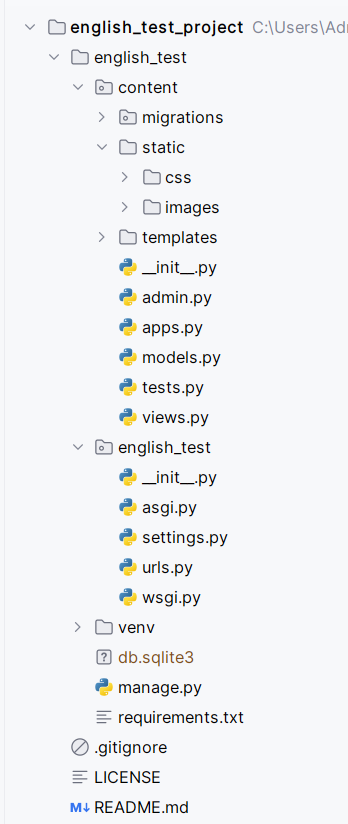 english_test_project C:\Users\Ad
english_test
content
migrations
static
css
images
templates
__init__.py
admin.py
apps.py
models.py
tests.py
views.py
english_test
__init__.py
asgi.py
settings.py
urls.py
wsgi.py
venv
? db.sqlite3
manage.py
requirements.txt
.gitignore
LICENSE
M↓ README.md